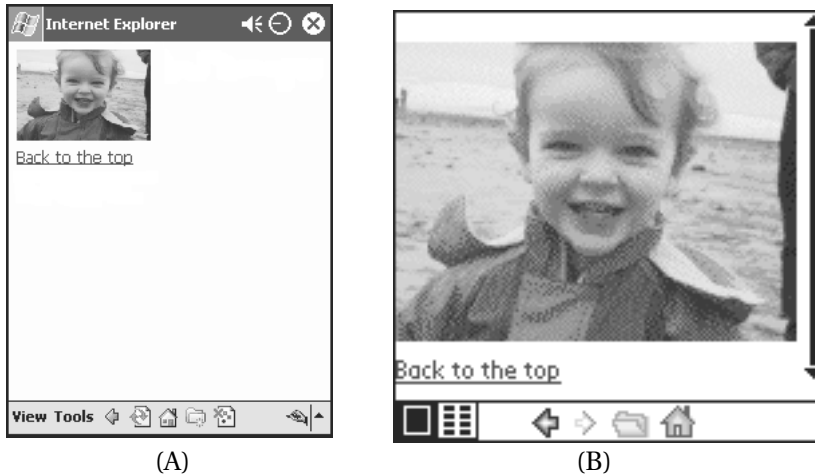 Internet Explorer
Back to the top
View Tools
(A)
Back to the top
(B)